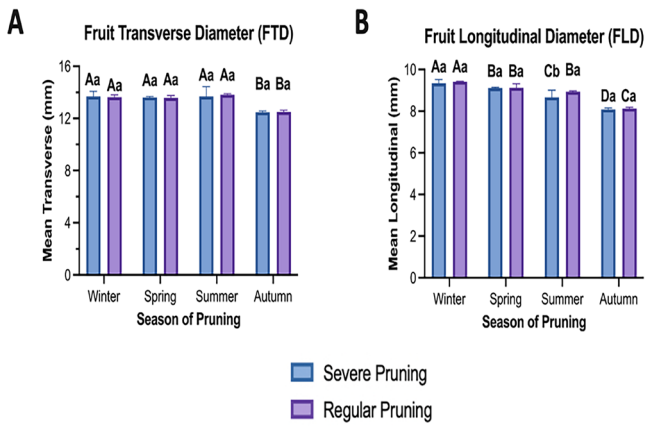 A
Fruit Transverse Diameter (FTD)
Mean Transverse (mm)
16
12
8
4
0
Aa Aa Aa Aa Aa Aa Ba Ba
Winter Spring Summer Autumn
Season of Pruning
B
Fruit Longitudinal Diameter (FLD)
Mean Longitudinal (mm)
10
8
6
4
2
0
Aa Aa Ba Ba Cb Ba Da Ca
Winter Spring Summer Autumn
Season of Pruning
Severe Pruning
Regular Pruning